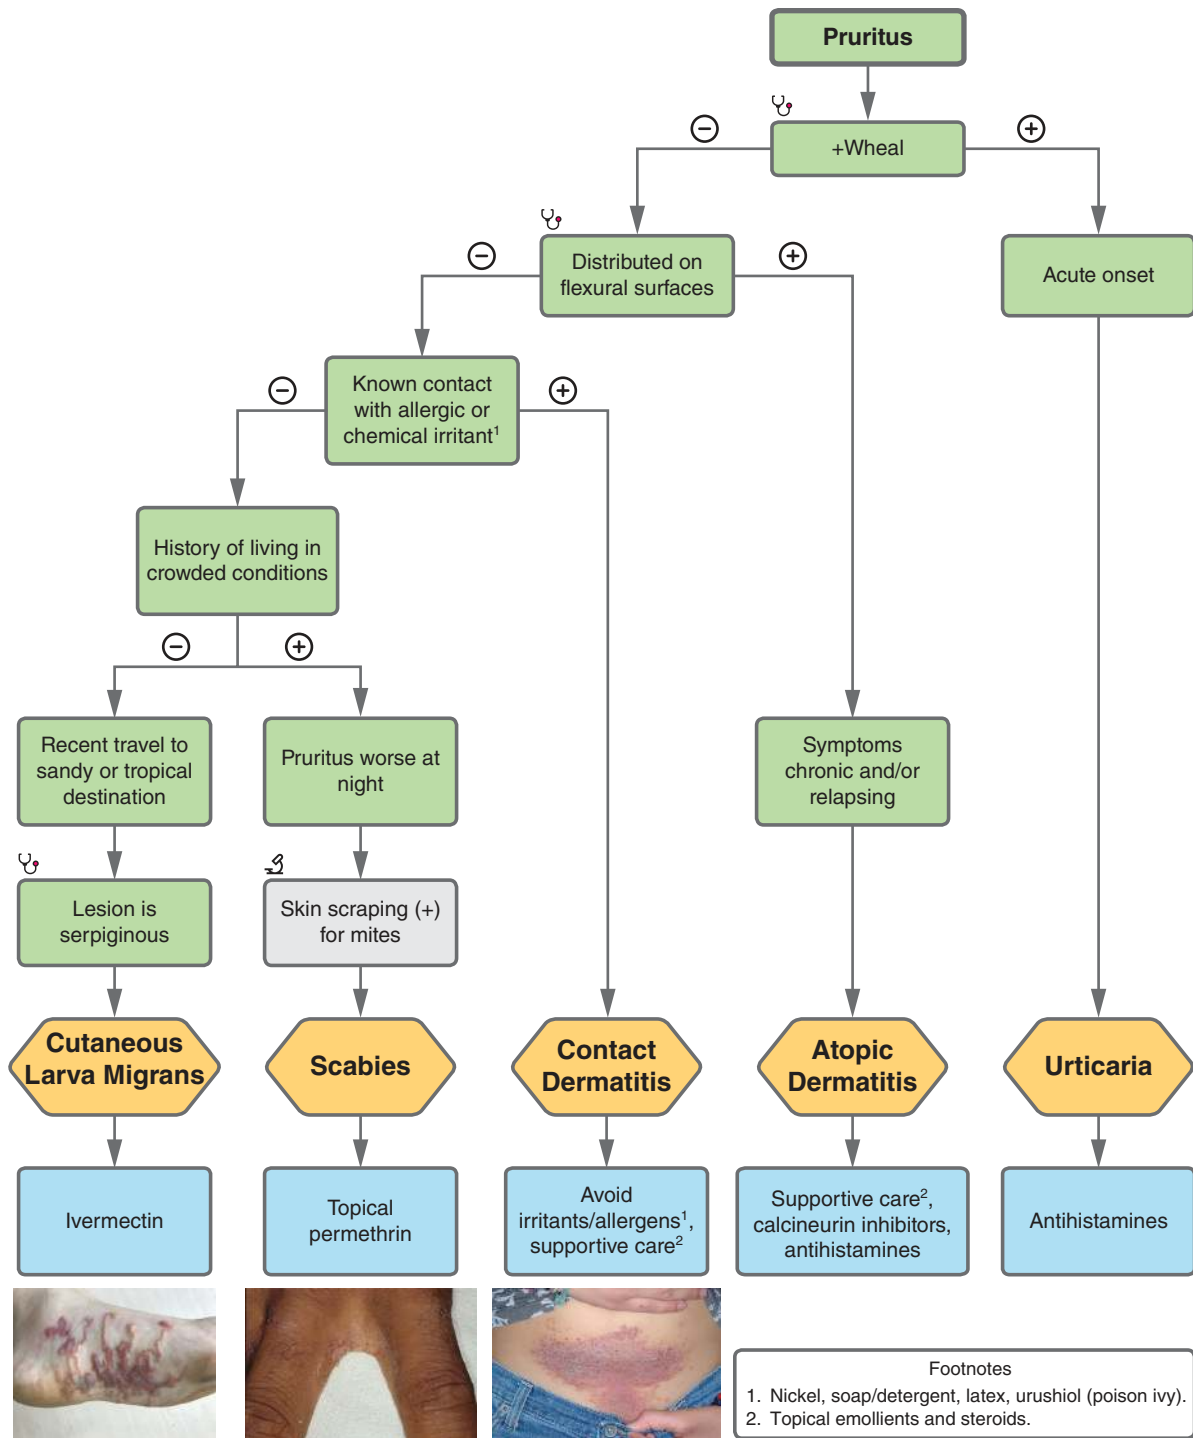 Pruritus
+Wheal
Distributed on
flexural surfaces
Acute onset
Known contact
with allergic or
chemical irritant¹
History of living in
crowded conditions
Recent travel to
sandy or tropical
destination
Pruritus worse at
night
Symptoms
chronic and/or
relapsing
Lesion is
serpiginous
Skin scraping (+)
for mites
Cutaneous
Larva Migrans
Scabies
Contact
Dermatitis
Atopic
Dermatitis
Urticaria
Ivermectin
Topical
permethrin
Avoid
irritants/allergens¹,
supportive care²
Supportive care²,
calcineurin inhibitors,
antihistamines
Antihistamines
Footnotes
1. Nickel, soap/detergent, latex, urushiol (poison ivy).
2. Topical emollients and steroids.